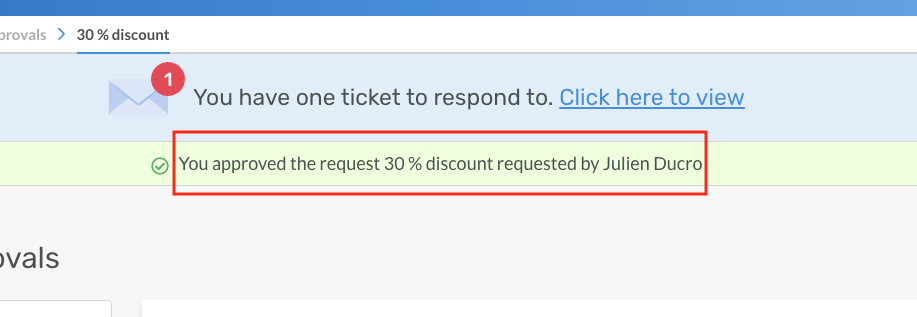 provals > 30 % discount
1
You have one ticket to respond to. Click here to view
You approved the request 30 % discount requested by Julien Ducro
ovals